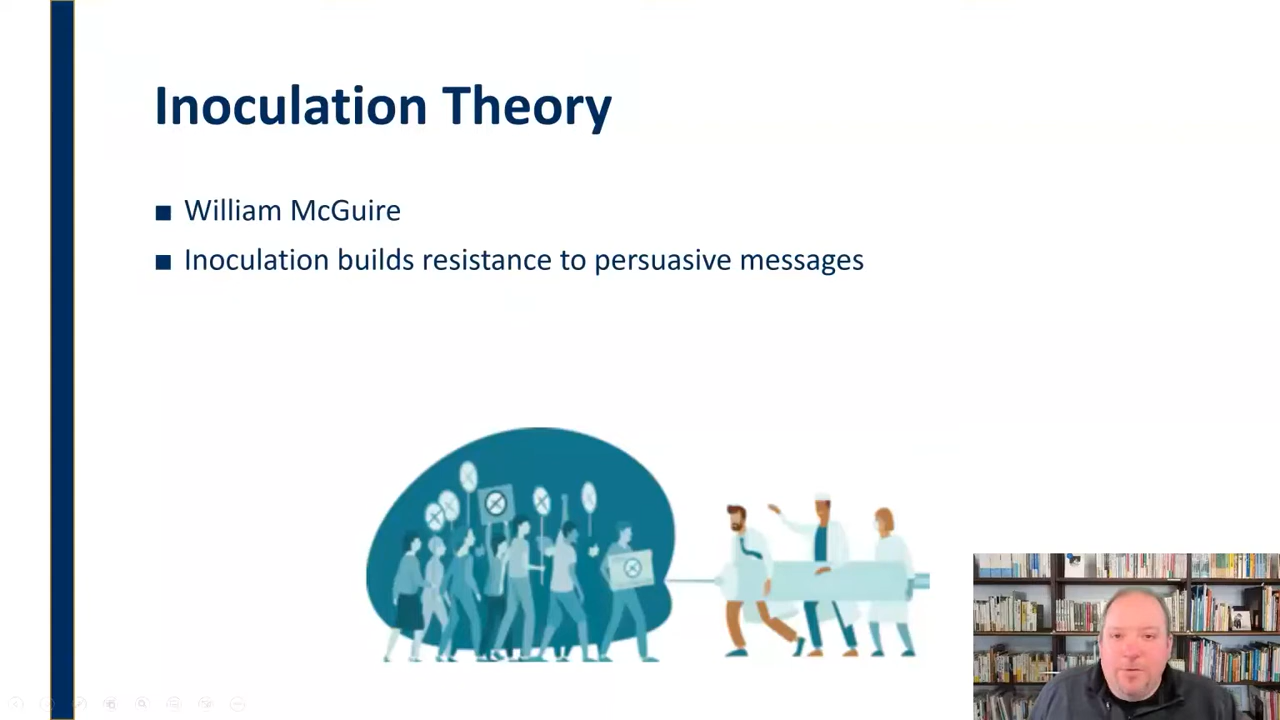 Inoculation Theory
■ William McGuire
■ Inoculation builds resistance to persuasive messages